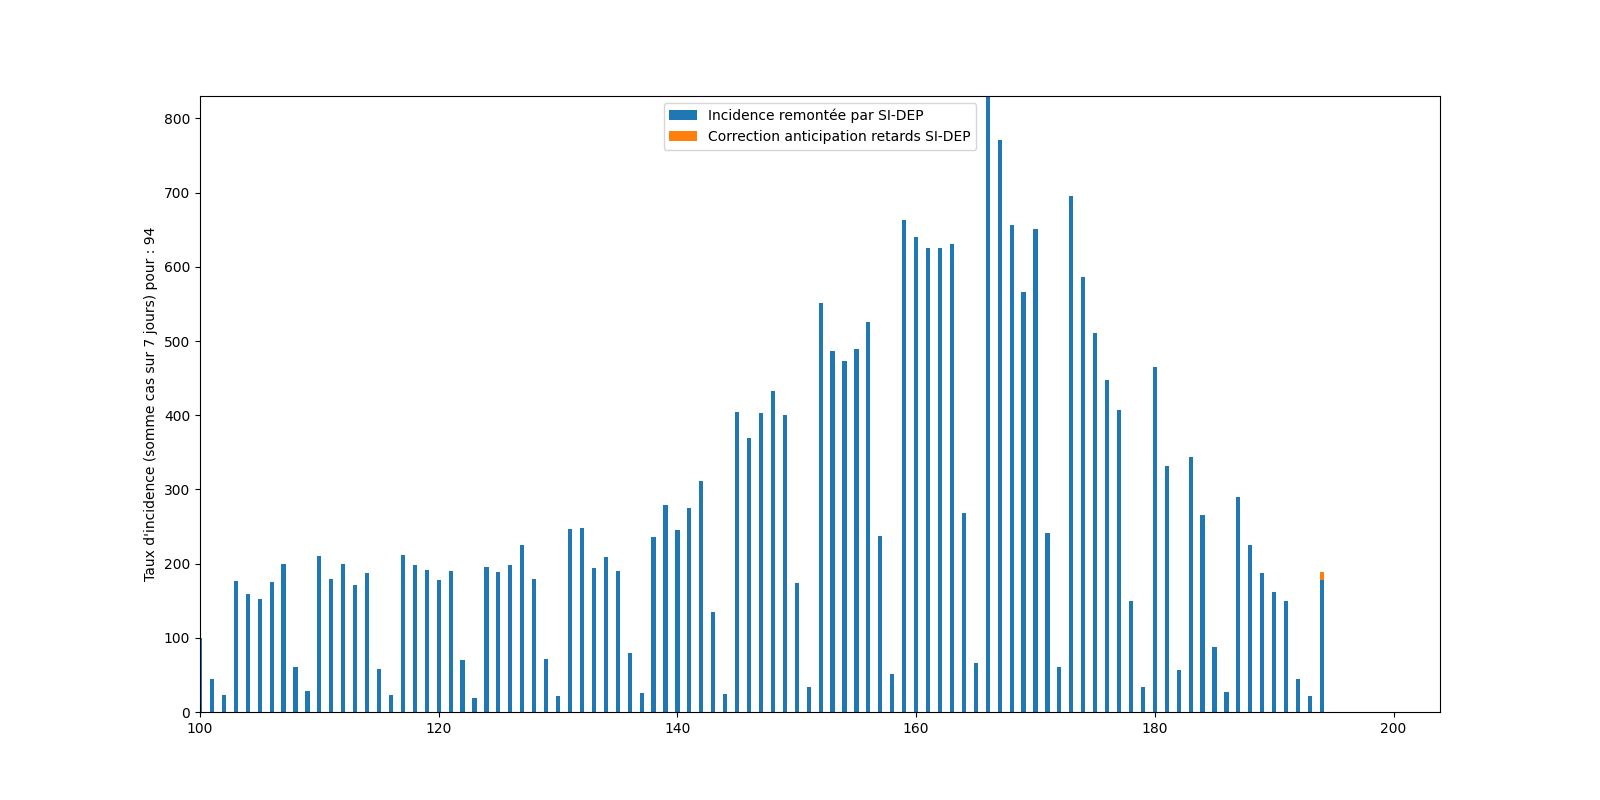 Incidence remontée par SI-DEP
Correction anticipation retards SI-DEP
Taux d'incidence (somme cas sur 7 jours) pour : 94
800
700
600
500
400
300
200
100
0
100 120 140 160 180 200